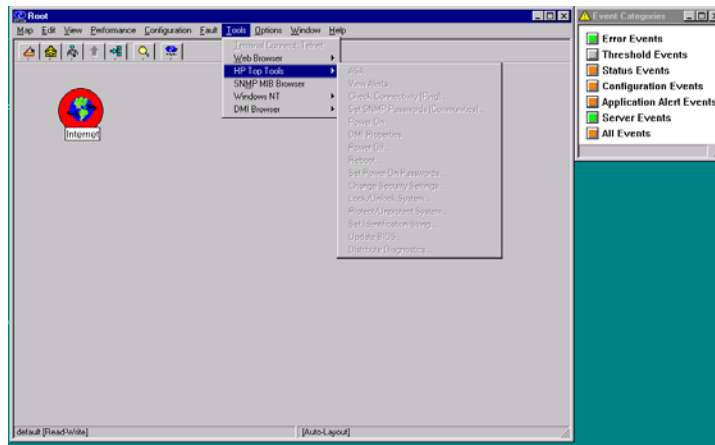 Root
Map Edit View Performance Configuration Fault Tools Options Window Help
Terminal Connect: Telnet
Web Browser
HP Top Tools
SNMP MIB Browser
Windows NT
DMI Browser
ASA
View Alerts
Check Connectivity (Ping)...
Set SNMP Passwords (Communities)...
Power On
DMI Properties
Power Off
Reboot...
Set Power On Passwords...
Change Security Settings...
Lock/Unlock System...
Protect/Unprotect System...
Set Identification String...
Update BIOS...
Distribute Diagnostics...
Internet
default [Read-Write]
[Auto-Layout]
Event Categories
Error Events
Threshold Events
Status Events
Configuration Events
Application Alert Events
Server Events
All Events